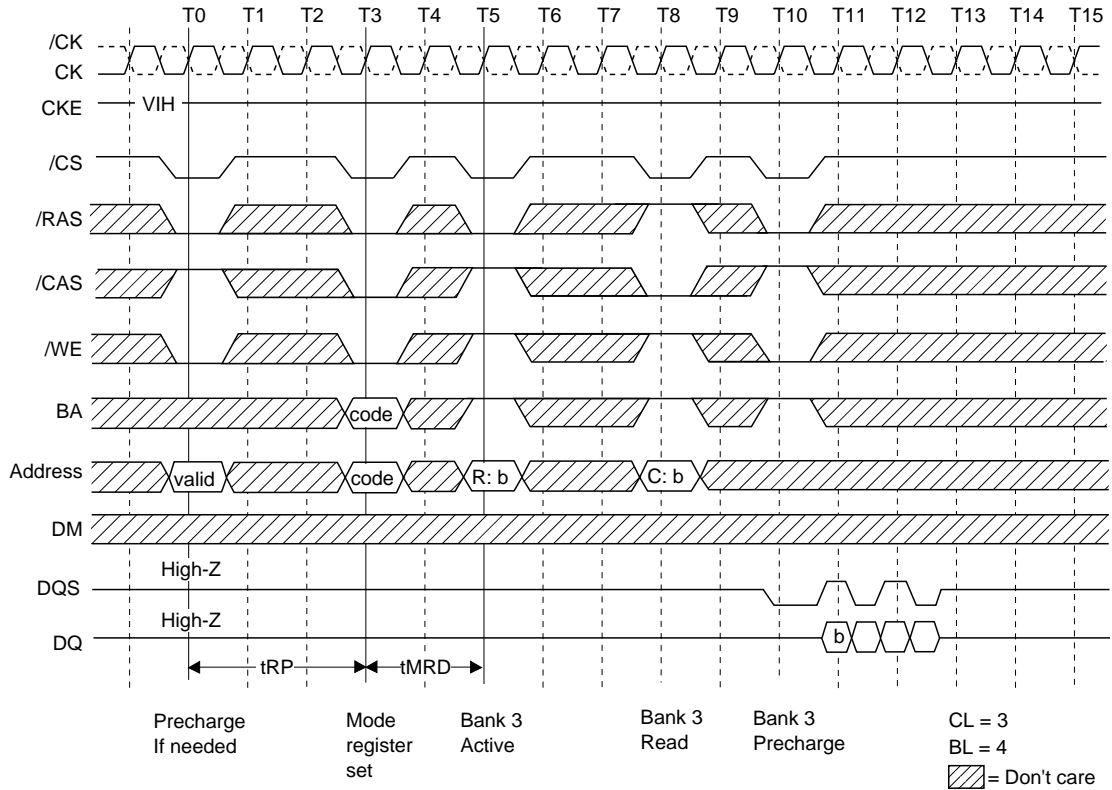 T0 T1 T2 T3 T4 T5 T6 T7 T8 T9 T10 T11 T12 T13 T14 T15
/CK
CK
CKE VIH
/CS
/RAS
/CAS
/WE
BA code
Address valid code R: b C: b
DM
High-Z
DQS
High-Z
DQ b
tRP tMRD
Precharge
If needed
Mode
register
set
Bank 3
Active
Bank 3
Read
Bank 3
Precharge
CL = 3
BL = 4
= Don't care